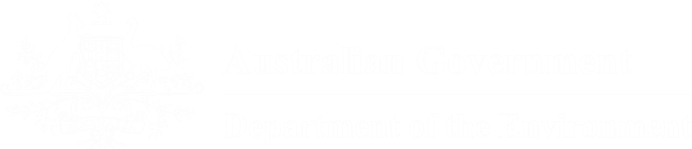 Australian Government
Department of the Environment